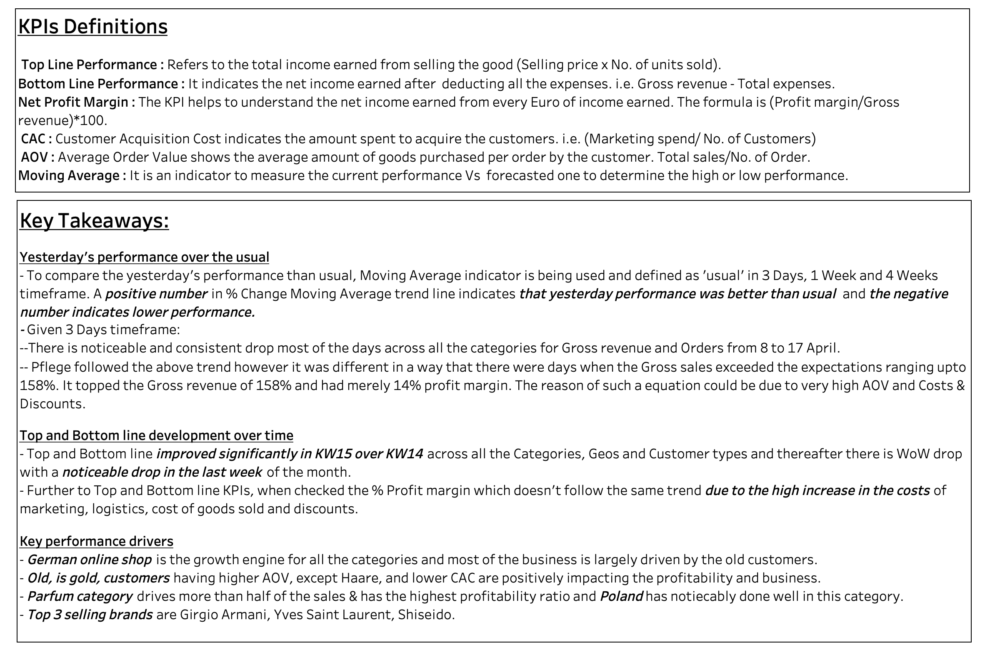 KPIs Definitions
Top Line Performance : Refers to the total income earned from selling the good (Selling price x No. of units sold).
Bottom Line Performance : It indicates the net income earned after  deducting all the expenses. i.e. Gross revenue - Total expenses.
Net Profit Margin : The KPI helps to understand the net income earned from every Euro of income earned. The formula is (Profit margin/Gross
revenue)*100.
CAC : Customer Acquisition Cost indicates the amount spent to acquire the customers. i.e. (Marketing spend/ No. of Customers)
AOV : Average Order Value shows the average amount of goods purchased per order by the customer. Total sales/No. of Order.
Moving Average : It is an indicator to measure the current performance Vs  forecasted one to determine the high or low performance.
Key Takeaways:
Yesterday's performance over the usual
- To compare the yesterday's performance than usual, Moving Average indicator is being used and defined as 'usual' in 3 Days, 1 Week and 4 Weeks
timeframe. A positive number in % Change Moving Average trend line indicates that yesterday performance was better than usual  and the negative
number indicates lower performance.
- Given 3 Days timeframe:
--There is noticeable and consistent drop most of the days across all the categories for Gross revenue and Orders from 8 to 17 April.
-- Pflege followed the above trend however it was different in a way that there were days when the Gross sales exceeded the expectations ranging upto
158%. It topped the Gross revenue of 158% and had merely 14% profit margin. The reason of such a equation could be due to very high AOV and Costs &
Discounts.
Top and Bottom line development over time
- Top and Bottom line improved significantly in KW15 over KW14 across all the Categories, Geos and Customer types and thereafter there is WoW drop
with a noticeable drop in the last week of the month.
- Further to Top and Bottom line KPIs, when checked the % Profit margin which doesn't follow the same trend due to the high increase in the costs of
marketing, logistics, cost of goods sold and discounts.
Key performance drivers
- German online shop is the growth engine for all the categories and most of the business is largely driven by the old customers.
- Old, is gold, customers having higher AOV, except Haare, and lower CAC are positively impacting the profitability and business.
- Parfum category drives more than half of the sales & has the highest profitability ratio and Poland has notiecably done well in this category.
- Top 3 selling brands are Girgio Armani, Yves Saint Laurent, Shiseido.